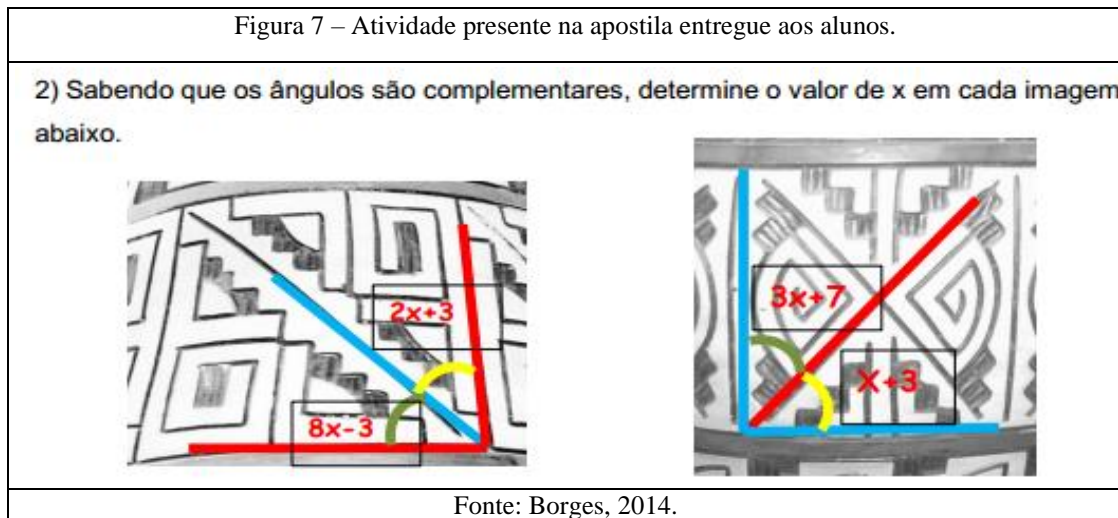 Figura 7 – Atividade presente na apostila entregue aos alunos.
2) Sabendo que os ângulos são complementares, determine o valor de x em cada imagem
abaixo.
2x+3
8x-3
3x+7
X+3
Fonte: Borges, 2014.